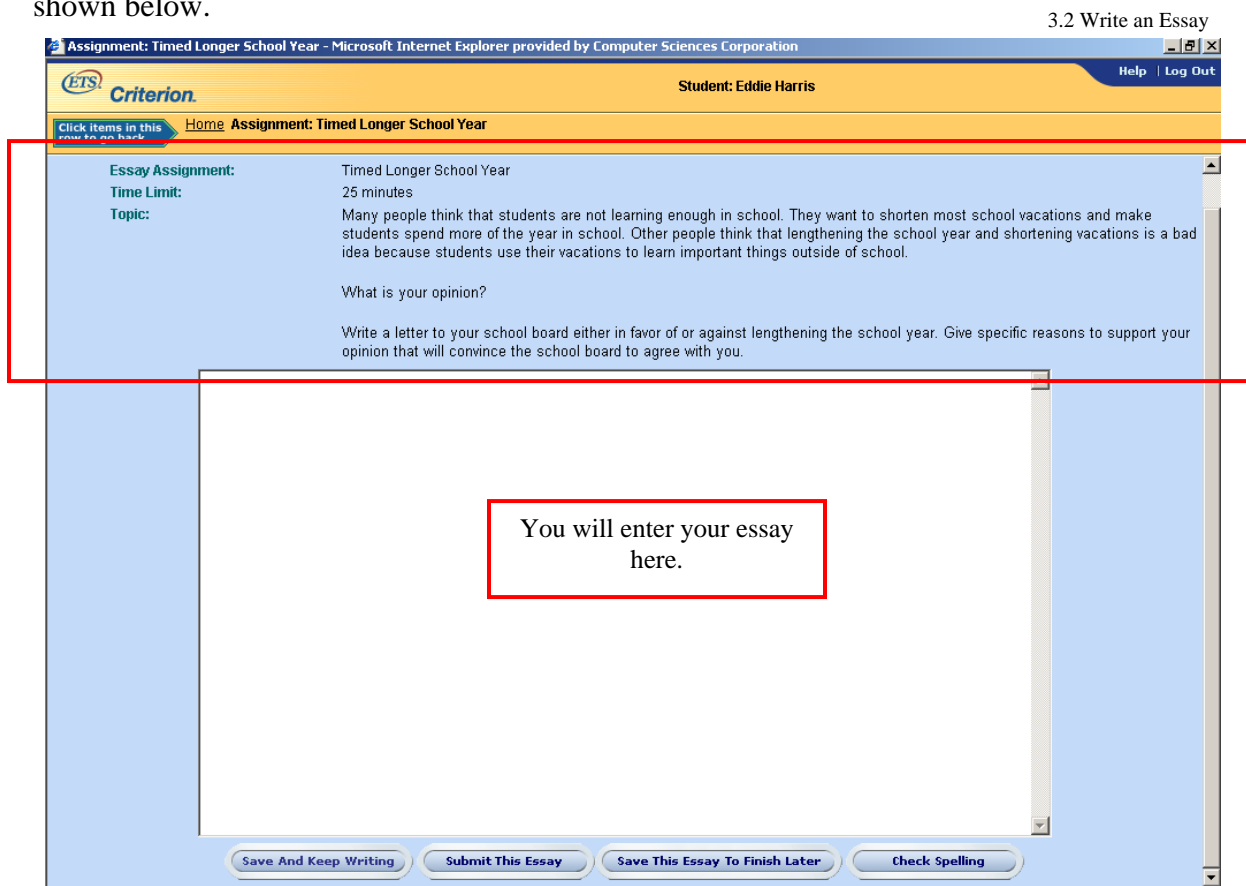 shown below.
3.2 Write an Essay
Assignment: Timed Longer School Year - Microsoft Internet Explorer provided by Computer Sciences Corporation
Help | Log Out
ETS Criterion.
Student: Eddie Harris
Click items in this
row to go back
Home Assignment: Timed Longer School Year
Essay Assignment: Timed Longer School Year
Time Limit: 25 minutes
Topic: Many people think that students are not learning enough in school. They want to shorten most school vacations and make
students spend more of the year in school. Other people think that lengthening the school year and shortening vacations is a bad
idea because students use their vacations to learn important things outside of school.
What is your opinion?
Write a letter to your school board either in favor of or against lengthening the school year. Give specific reasons to support your
opinion that will convince the school board to agree with you.
You will enter your essay
here.
Save And Keep Writing Submit This Essay Save This Essay To Finish Later Check Spelling